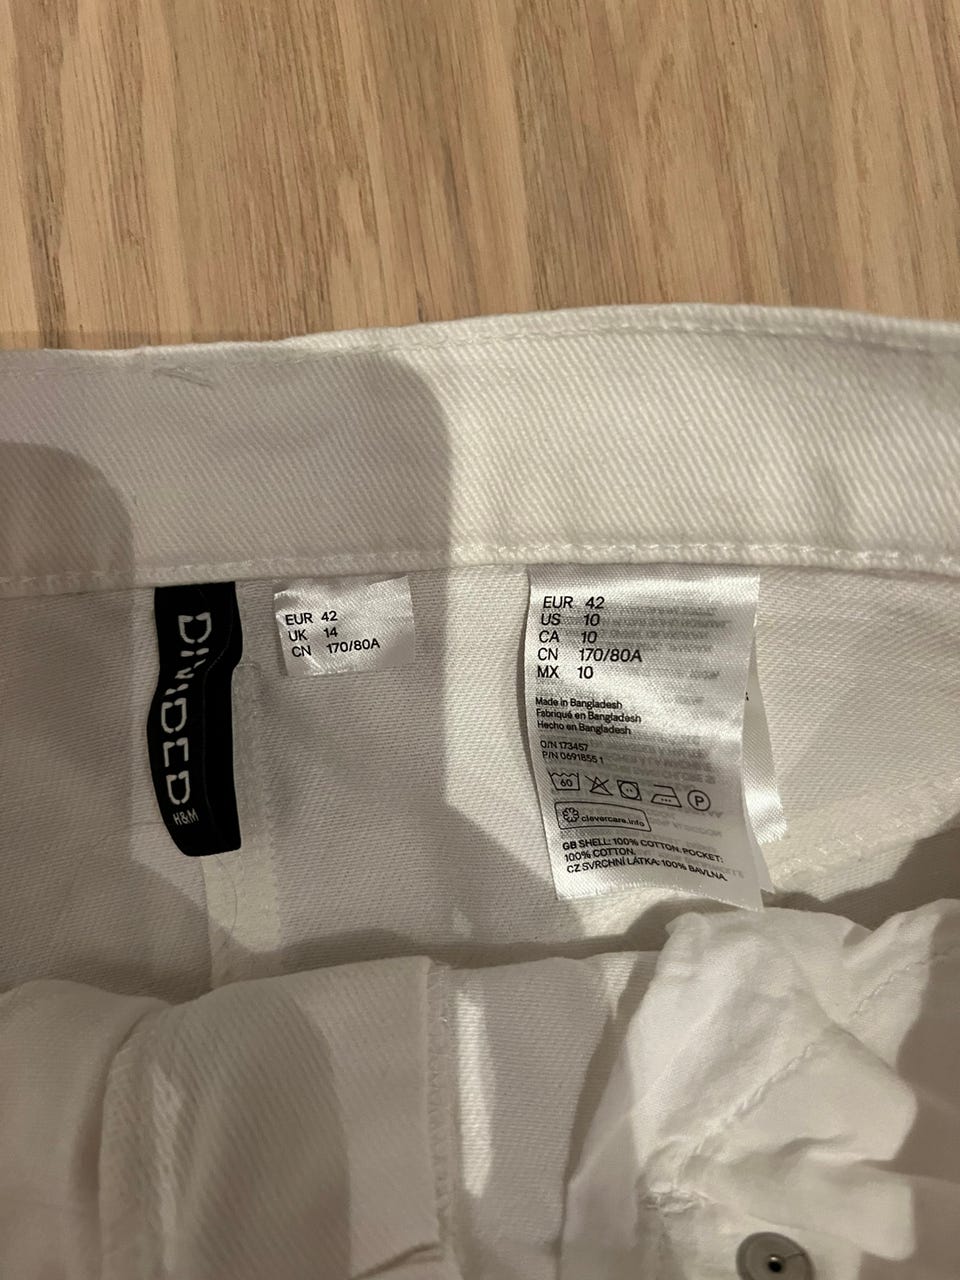 DIVIDED
H&M
EUR 42
UK 14
CN 170/80A
EUR 42
US 10
CA 10
CN 170/80A
MX 10
Made in Bangladesh
Fabriqué en Bangladesh
Hecho en Bangladesh
O/N 173457
P/N 0691855 1
60
P
clevercare.info
GB SHELL: 100% COTTON. POCKET:
100% COTTON.
CZ SVRCHNÍ LÁTKA: 100% BAVLNA.